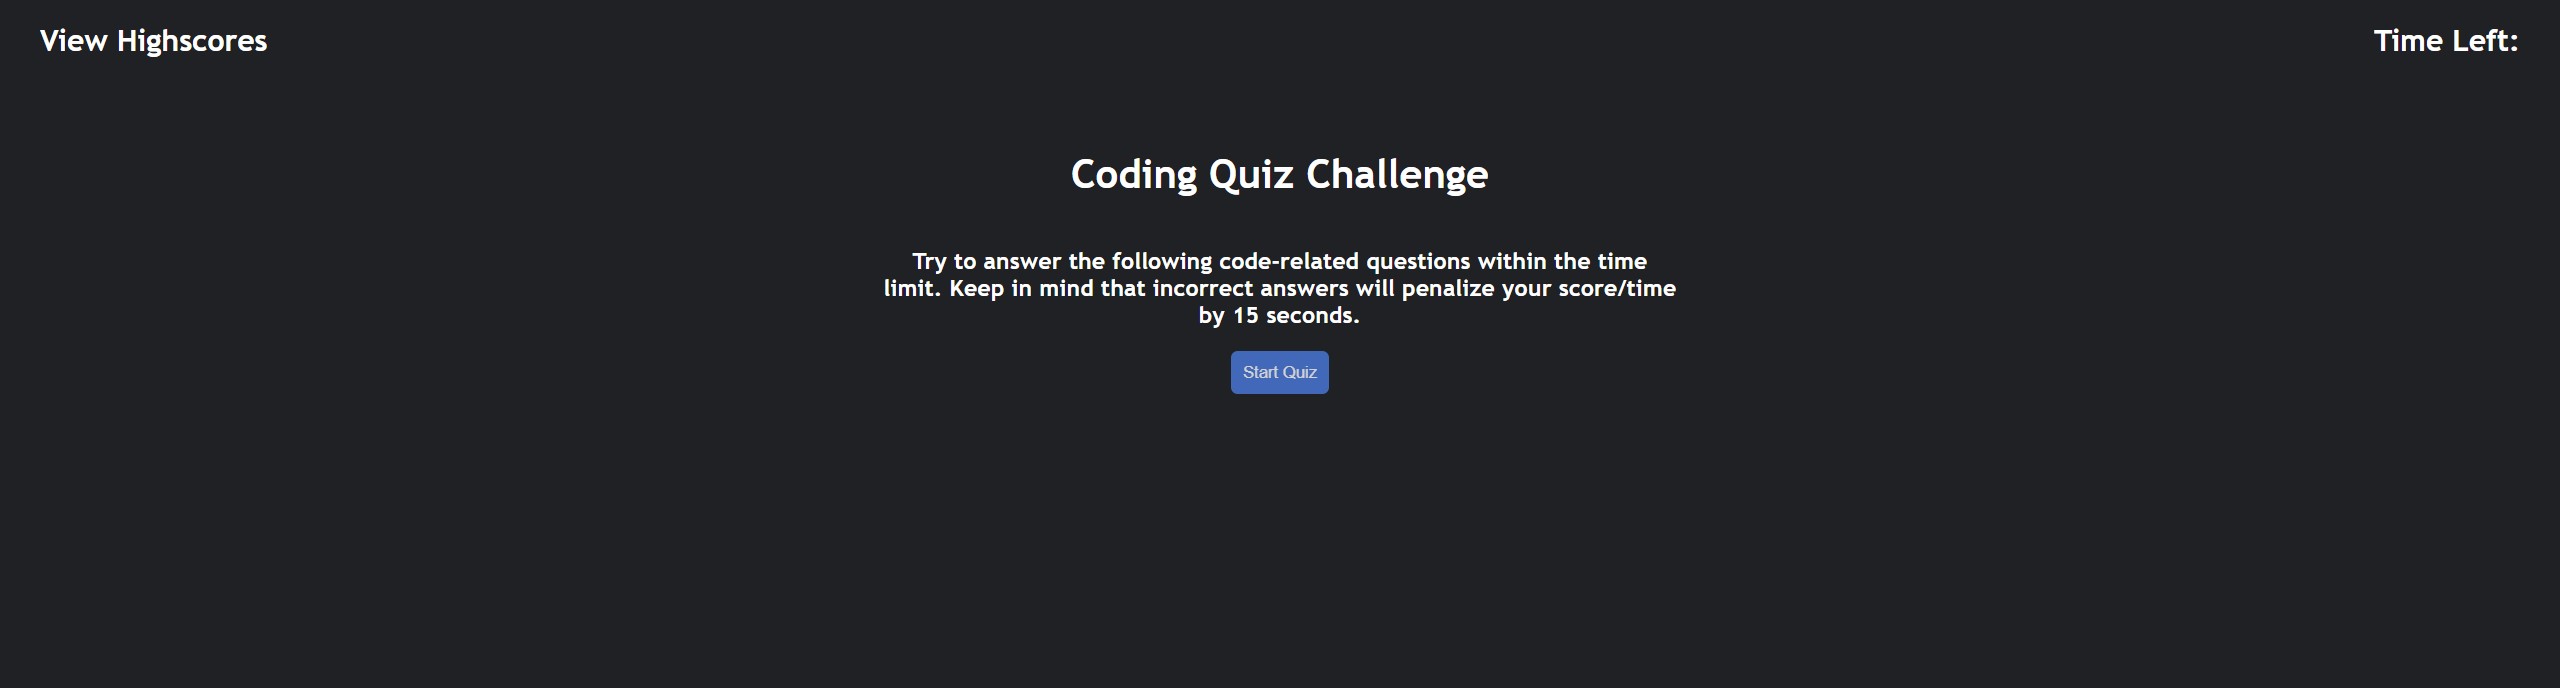 View Highscores
Time Left:
Coding Quiz Challenge
Try to answer the following code-related questions within the time
limit. Keep in mind that incorrect answers will penalize your score/time
by 15 seconds.
Start Quiz